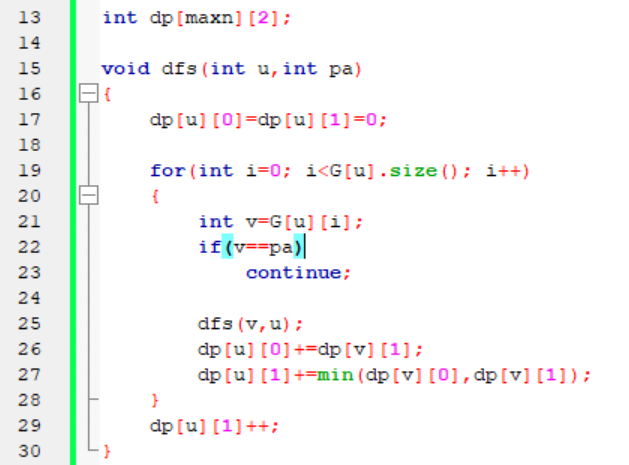 13 int dp[maxn][2];
14
15 void dfs(int u,int pa)
16 {
17     dp[u][0]=dp[u][1]=0;
18
19     for(int i=0; i<G[u].size(); i++)
20     {
21         int v=G[u][i];
22         if(v==pa)
23             continue;
24
25         dfs(v,u);
26         dp[u][0]+=dp[v][1];
27         dp[u][1]+=min(dp[v][0],dp[v][1]);
28     }
29     dp[u][1]++;
30 }